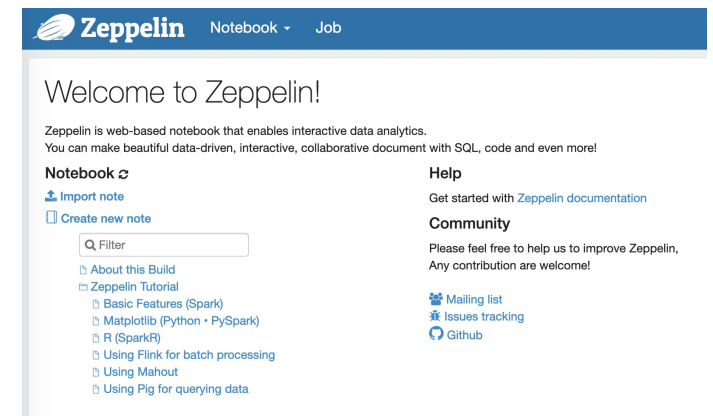 Zeppelin Notebook Job
Welcome to Zeppelin!
Zeppelin is web-based notebook that enables interactive data analytics.
You can make beautiful data-driven, interactive, collaborative document with SQL, code and even more!
Notebook
Import note
Create new note
Filter
About this Build
Zeppelin Tutorial
Basic Features (Spark)
Matplotlib (Python • PySpark)
R (SparkR)
Using Flink for batch processing
Using Mahout
Using Pig for querying data
Help
Get started with Zeppelin documentation
Community
Please feel free to help us to improve Zeppelin,
Any contribution are welcome!
Mailing list
Issues tracking
Github